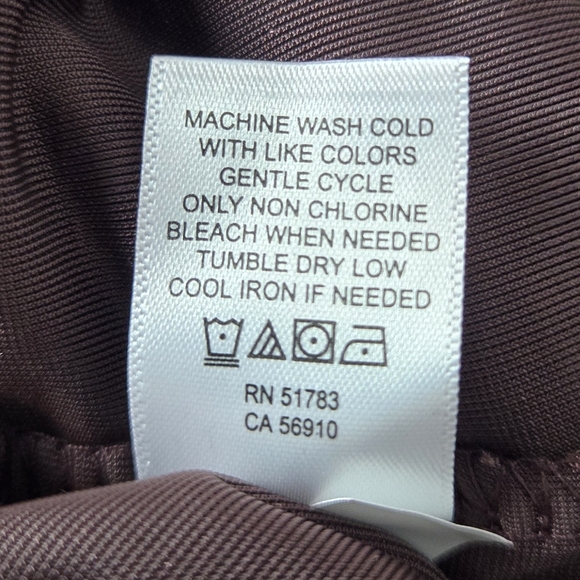 MACHINE WASH COLD
WITH LIKE COLORS
GENTLE CYCLE
ONLY NON CHLORINE
BLEACH WHEN NEEDED
TUMBLE DRY LOW
COOL IRON IF NEEDED
RN 51783
CA 56910